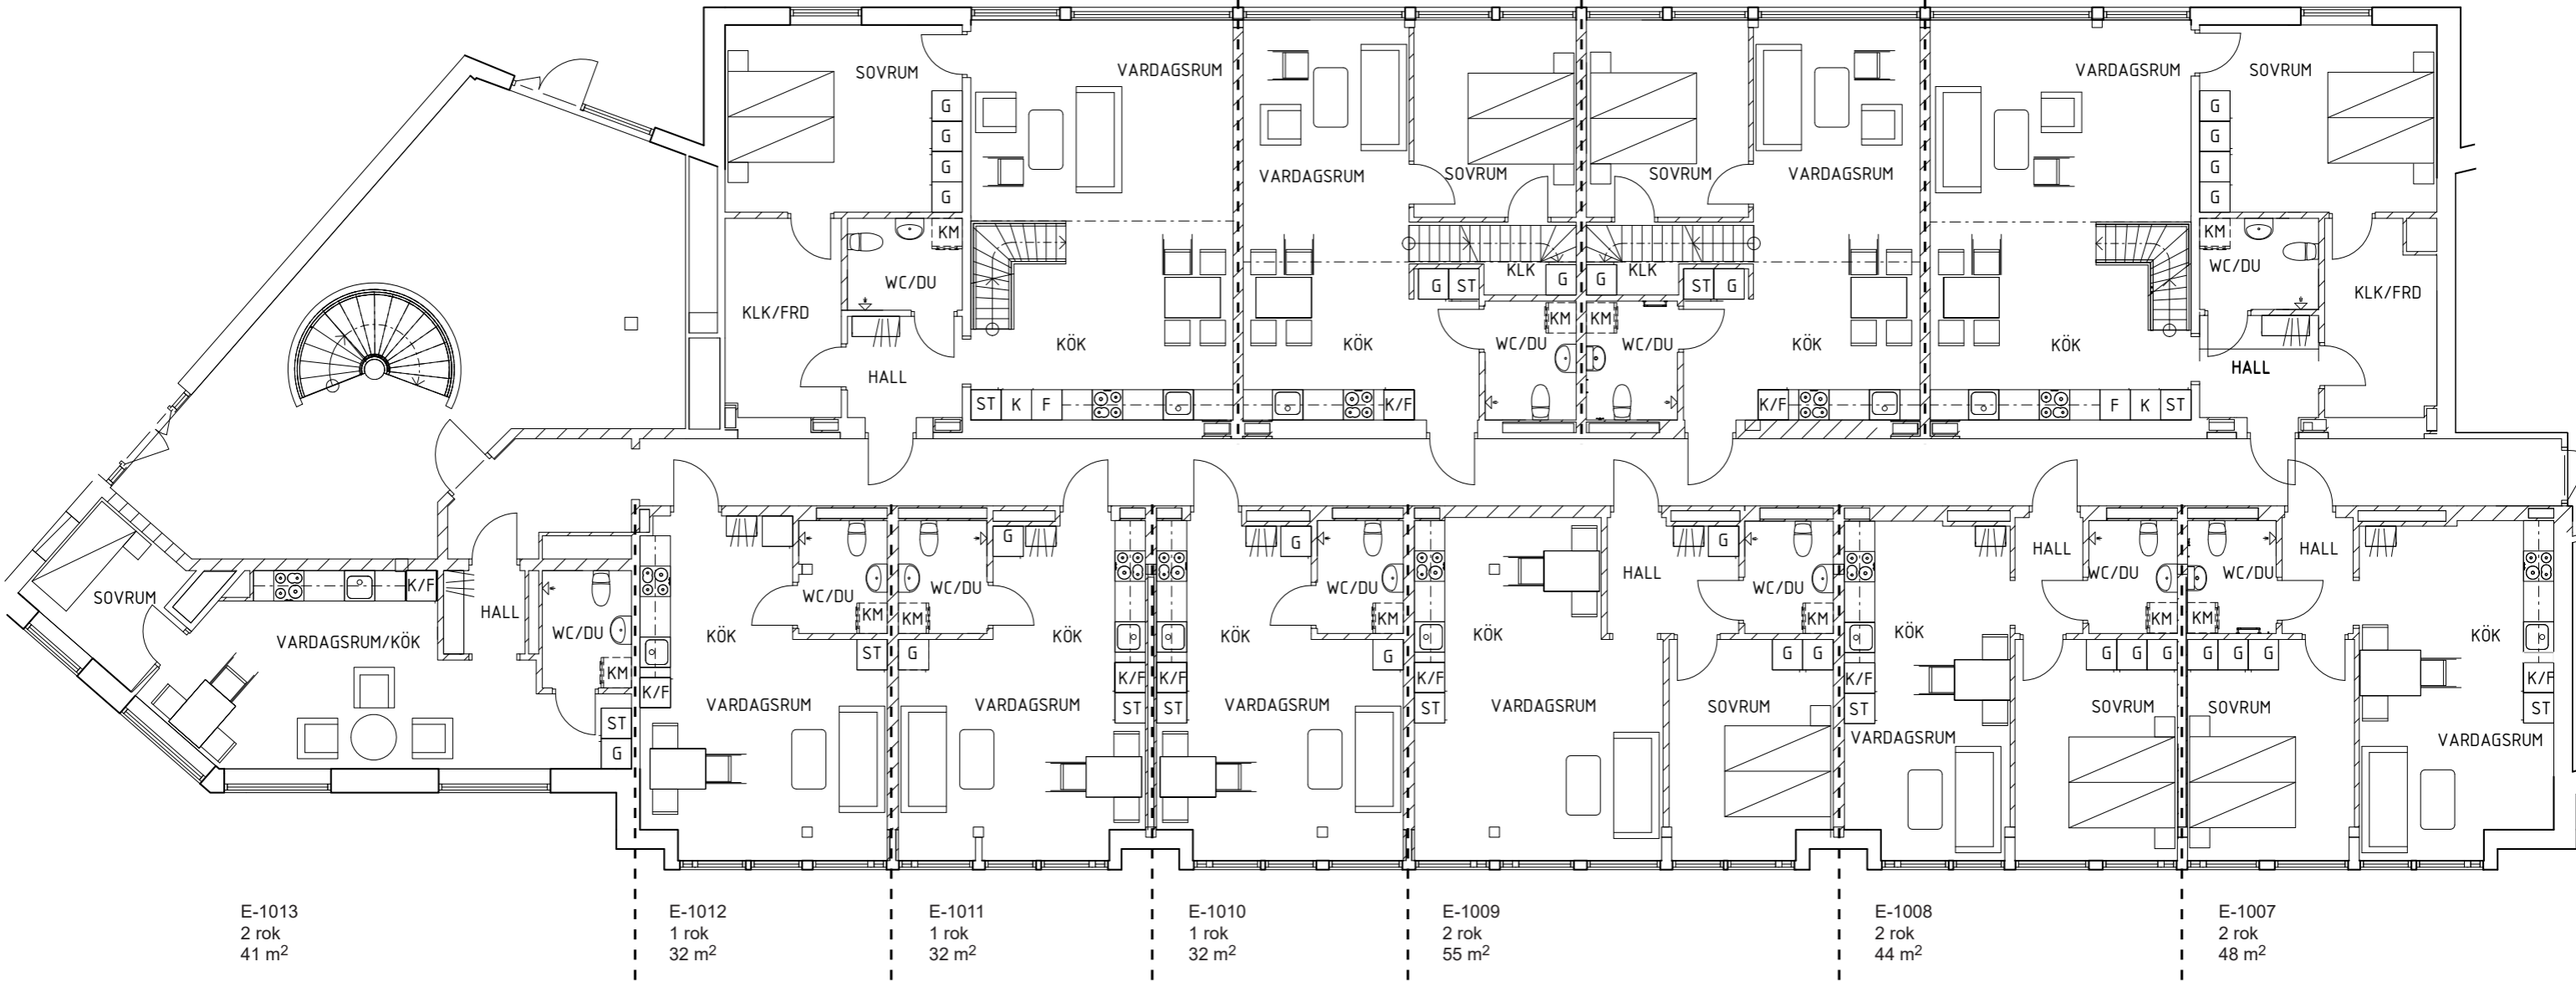 SOVRUM
VARDAGSRUM
G
G
G
G
KM
WC/DU
KLK/FRD
HALL
KÖK
ST K F
VARDAGSRUM
SOVRUM
KLK
G ST
G
KM
WC/DU
KÖK
K/F
SOVRUM
VARDAGSRUM
KLK
G
ST G
KM
WC/DU
KÖK
K/F
VARDAGSRUM
SOVRUM
G
G
G
G
KM
WC/DU
KLK/FRD
KÖK
HALL
F K ST
SOVRUM
K/F
HALL
VARDAGSRUM/KÖK
WC/DU
KM
ST
G
WC/DU
KM
KÖK
ST
K/F
VARDAGSRUM
G
WC/DU
KM
KÖK
G
K/F
VARDAGSRUM
ST
G
WC/DU
KM
KÖK
G
K/F
ST
VARDAGSRUM
G
HALL
WC/DU
KM
KÖK
G G
K/F
ST
VARDAGSRUM
SOVRUM
HALL
WC/DU
KM
KÖK
G G G
K/F
ST
VARDAGSRUM
SOVRUM
WC/DU
HALL
KM
KÖK
G G G
K/F
ST
SOVRUM
VARDAGSRUM
E-1013
2 rok
41 m²
E-1012
1 rok
32 m²
E-1011
1 rok
32 m²
E-1010
1 rok
32 m²
E-1009
2 rok
55 m²
E-1008
2 rok
44 m²
E-1007
2 rok
48 m²